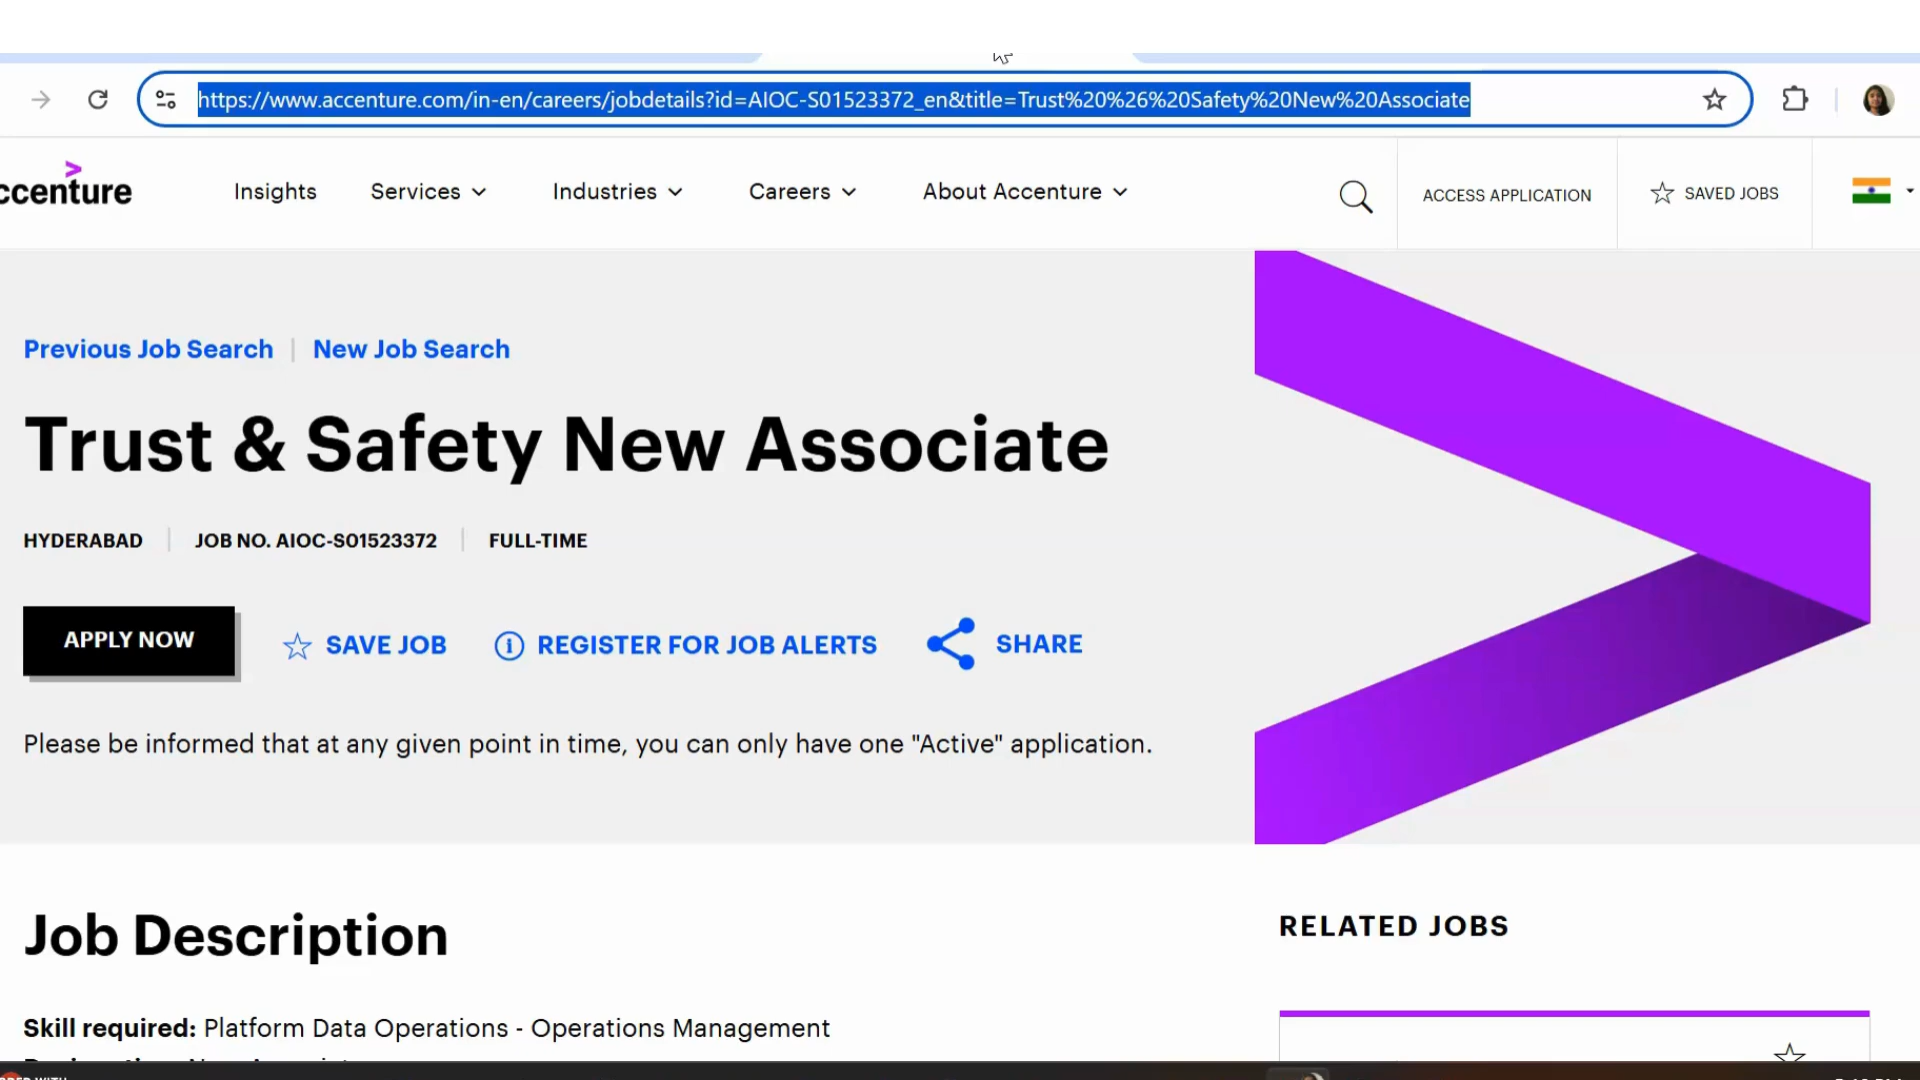 https://www.accenture.com/in-en/careers/jobdetails?id=AIOC-S01523372_en&title=Trust%20%26%20Safety%20New%20Associate
ccenture
Insights
Services
Industries
Careers
About Accenture
ACCESS APPLICATION
SAVED JOBS
Previous Job Search | New Job Search
Trust & Safety New Associate
HYDERABAD | JOB NO. AIOC-S01523372 | FULL-TIME
APPLY NOW
SAVE JOB
REGISTER FOR JOB ALERTS
SHARE
Please be informed that at any given point in time, you can only have one "Active" application.
Job Description
RELATED JOBS
Skill required: Platform Data Operations - Operations Management